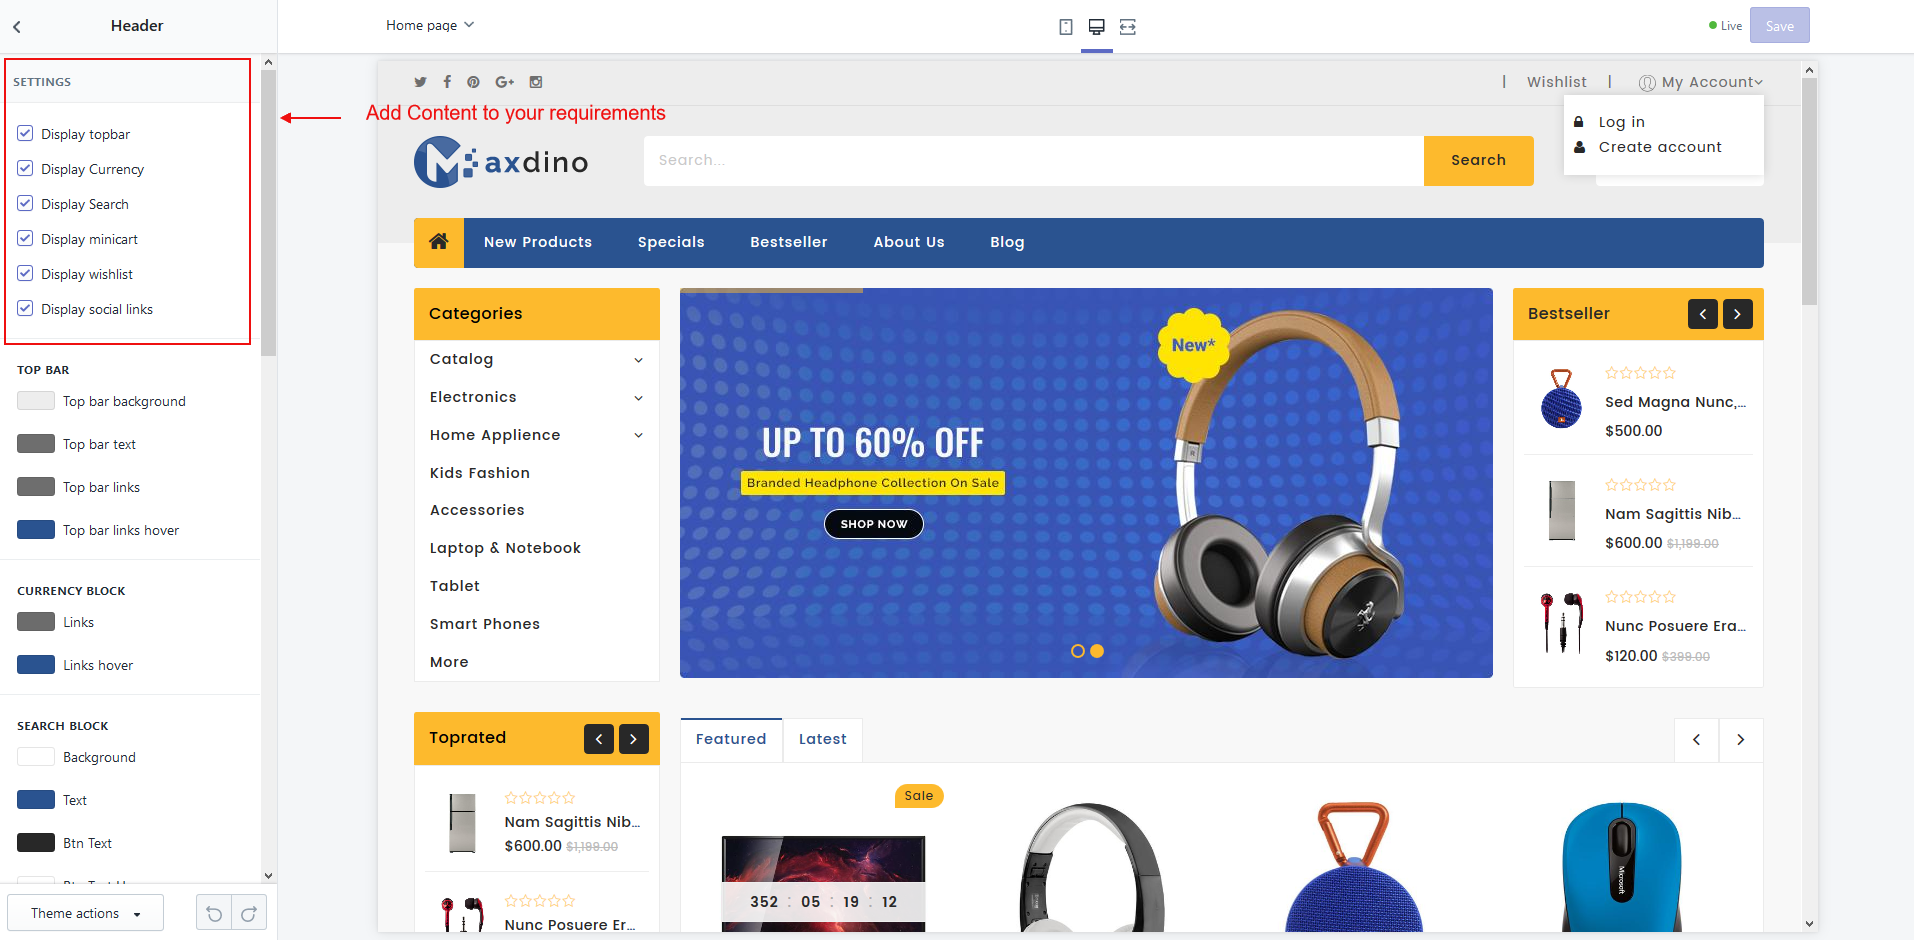 Header
Home page
Live
Save
SETTINGS
Display topbar
Display Currency
Display Search
Display minicart
Display wishlist
Display social links
TOP BAR
Top bar background
Top bar text
Top bar links
Top bar links hover
CURRENCY BLOCK
Links
Links hover
SEARCH BLOCK
Background
Text
Btn Text
Theme actions
Add Content to your requirements
| Wishlist | My Account
Log in
Create account
axdino
Search...
Search
New Products Specials Bestseller About Us Blog
Categories
Catalog
Electronics
Home Applience
Kids Fashion
Accessories
Laptop & Notebook
Tablet
Smart Phones
More
New*
UP TO 60% OFF
Branded Headphone Collection On Sale
SHOP NOW
R
Bestseller
Sed Magna Nunc,...
$500.00
Nam Sagittis Nib...
$600.00 $1,199.00
Nunc Posuere Era...
$120.00 $399.00
Toprated
Nam Sagittis Nib...
$600.00 $1,199.00
Nunc Posuere Er...
Featured Latest
Sale
352 : 05 : 19 : 12
Microsoft